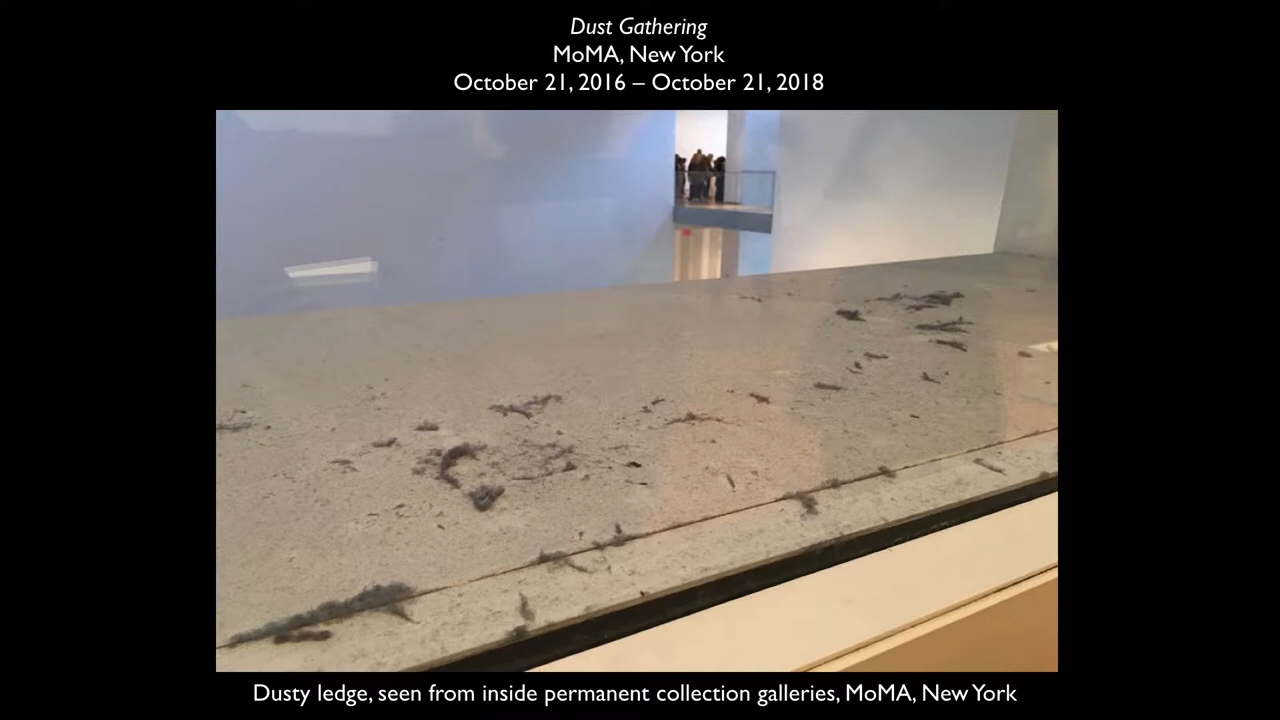 Dust Gathering
MoMA, New York
October 21, 2016 – October 21, 2018
Dusty ledge, seen from inside permanent collection galleries, MoMA, New York